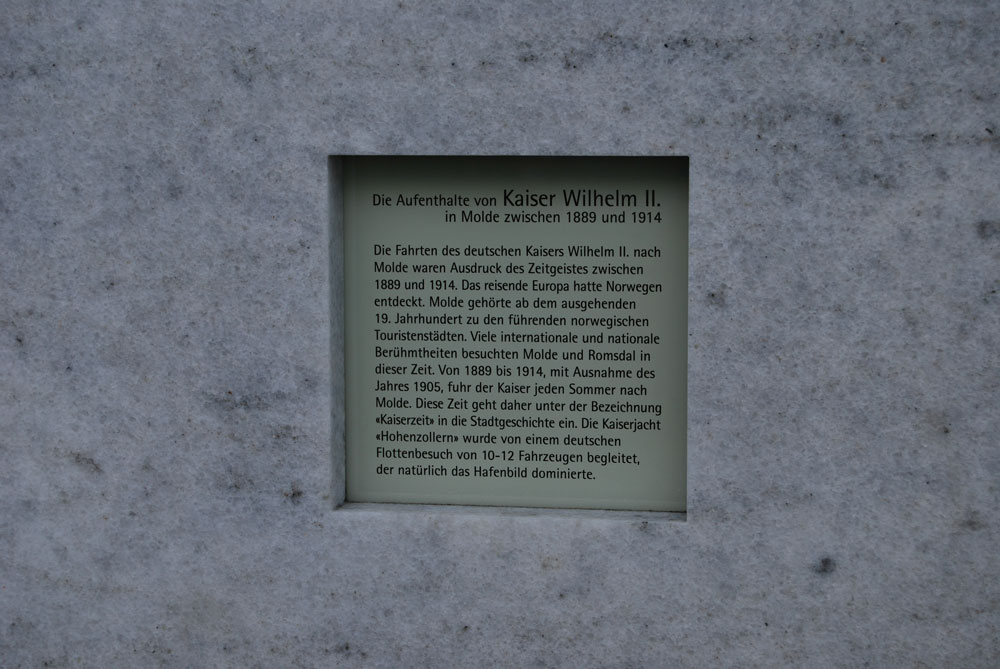 Die Aufenthalte von Kaiser Wilhelm II.
in Molde zwischen 1889 und 1914
Die Fahrten des deutschen Kaisers Wilhelm II. nach
Molde waren Ausdruck des Zeitgeistes zwischen
1889 und 1914. Das reisende Europa hatte Norwegen
entdeckt. Molde gehörte ab dem ausgehenden
19. Jahrhundert zu den führenden norwegischen
Touristenstädten. Viele internationale und nationale
Berühmtheiten besuchten Molde und Romsdal in
dieser Zeit. Von 1889 bis 1914, mit Ausnahme des
Jahres 1905, fuhr der Kaiser jeden Sommer nach
Molde. Diese Zeit geht daher unter der Bezeichnung
«Kaiserzeit» in die Stadtgeschichte ein. Die Kaiserjacht
«Hohenzollern» wurde von einem deutschen
Flottenbesuch von 10-12 Fahrzeugen begleitet,
der natürlich das Hafenbild dominierte.